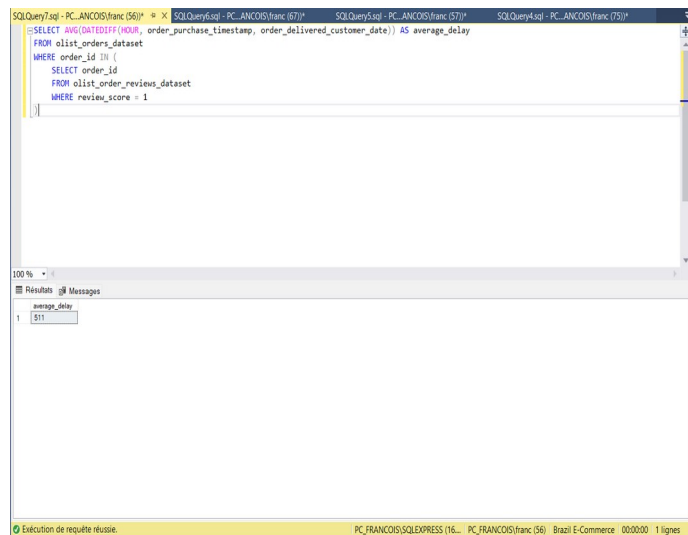 SQLQuery7.sql - PC...ANCOIS\franc (56))* SQLQuery6.sql - PC...ANCOIS\franc (67))* SQLQuery5.sql - PC...ANCOIS\franc (57))* SQLQuery4.sql - PC...ANCOIS\franc (75))*
SELECT AVG(DATEDIFF(HOUR, order_purchase_timestamp, order_delivered_customer_date)) AS average_delay
FROM olist_orders_dataset
WHERE order_id IN (
SELECT order_id
FROM olist_order_reviews_dataset
WHERE review_score = 1
)
100 %
Résultats Messages
average_delay
1 511
Exécution de requête réussie. PC_FRANCOIS\SQLEXPRESS (16... PC_FRANCOIS\franc (56) Brazil E-Commerce 00:00:00 1 lignes